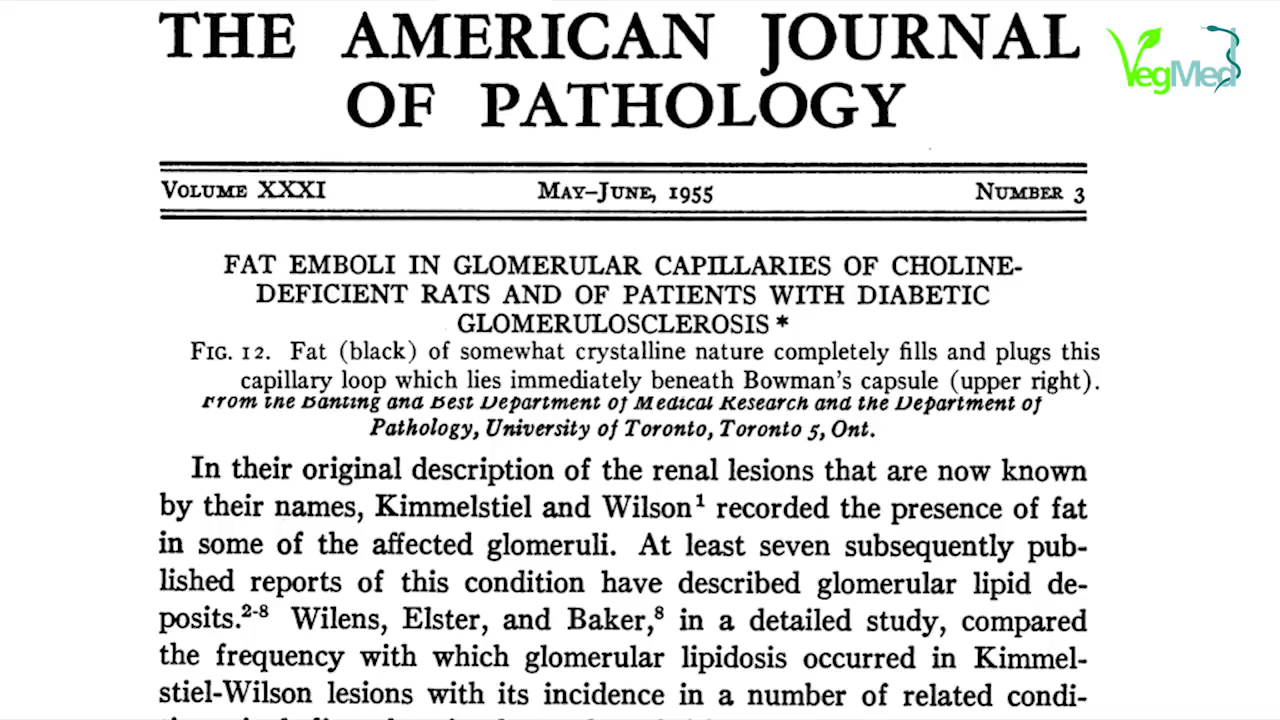 THE AMERICAN JOURNAL
OF PATHOLOGY
VegMed
VOLUME XXXI MAY–JUNE, 1955 NUMBER 3
FAT EMBOLI IN GLOMERULAR CAPILLARIES OF CHOLINE-
DEFICIENT RATS AND OF PATIENTS WITH DIABETIC
GLOMERULOSCLEROSIS *
FIG. 12. Fat (black) of somewhat crystalline nature completely fills and plugs this
capillary loop which lies immediately beneath Bowman's capsule (upper right).
From the Banting and Best Department of Medical Research and the Department of
Pathology, University of Toronto, Toronto 5, Ont.
In their original description of the renal lesions that are now known
by their names, Kimmelstiel and Wilson¹ recorded the presence of fat
in some of the affected glomeruli. At least seven subsequently pub-
lished reports of this condition have described glomerular lipid de-
posits.²⁻⁸ Wilens, Elster, and Baker,⁸ in a detailed study, compared
the frequency with which glomerular lipidosis occurred in Kimmel-
stiel-Wilson lesions with its incidence in a number of related condi-